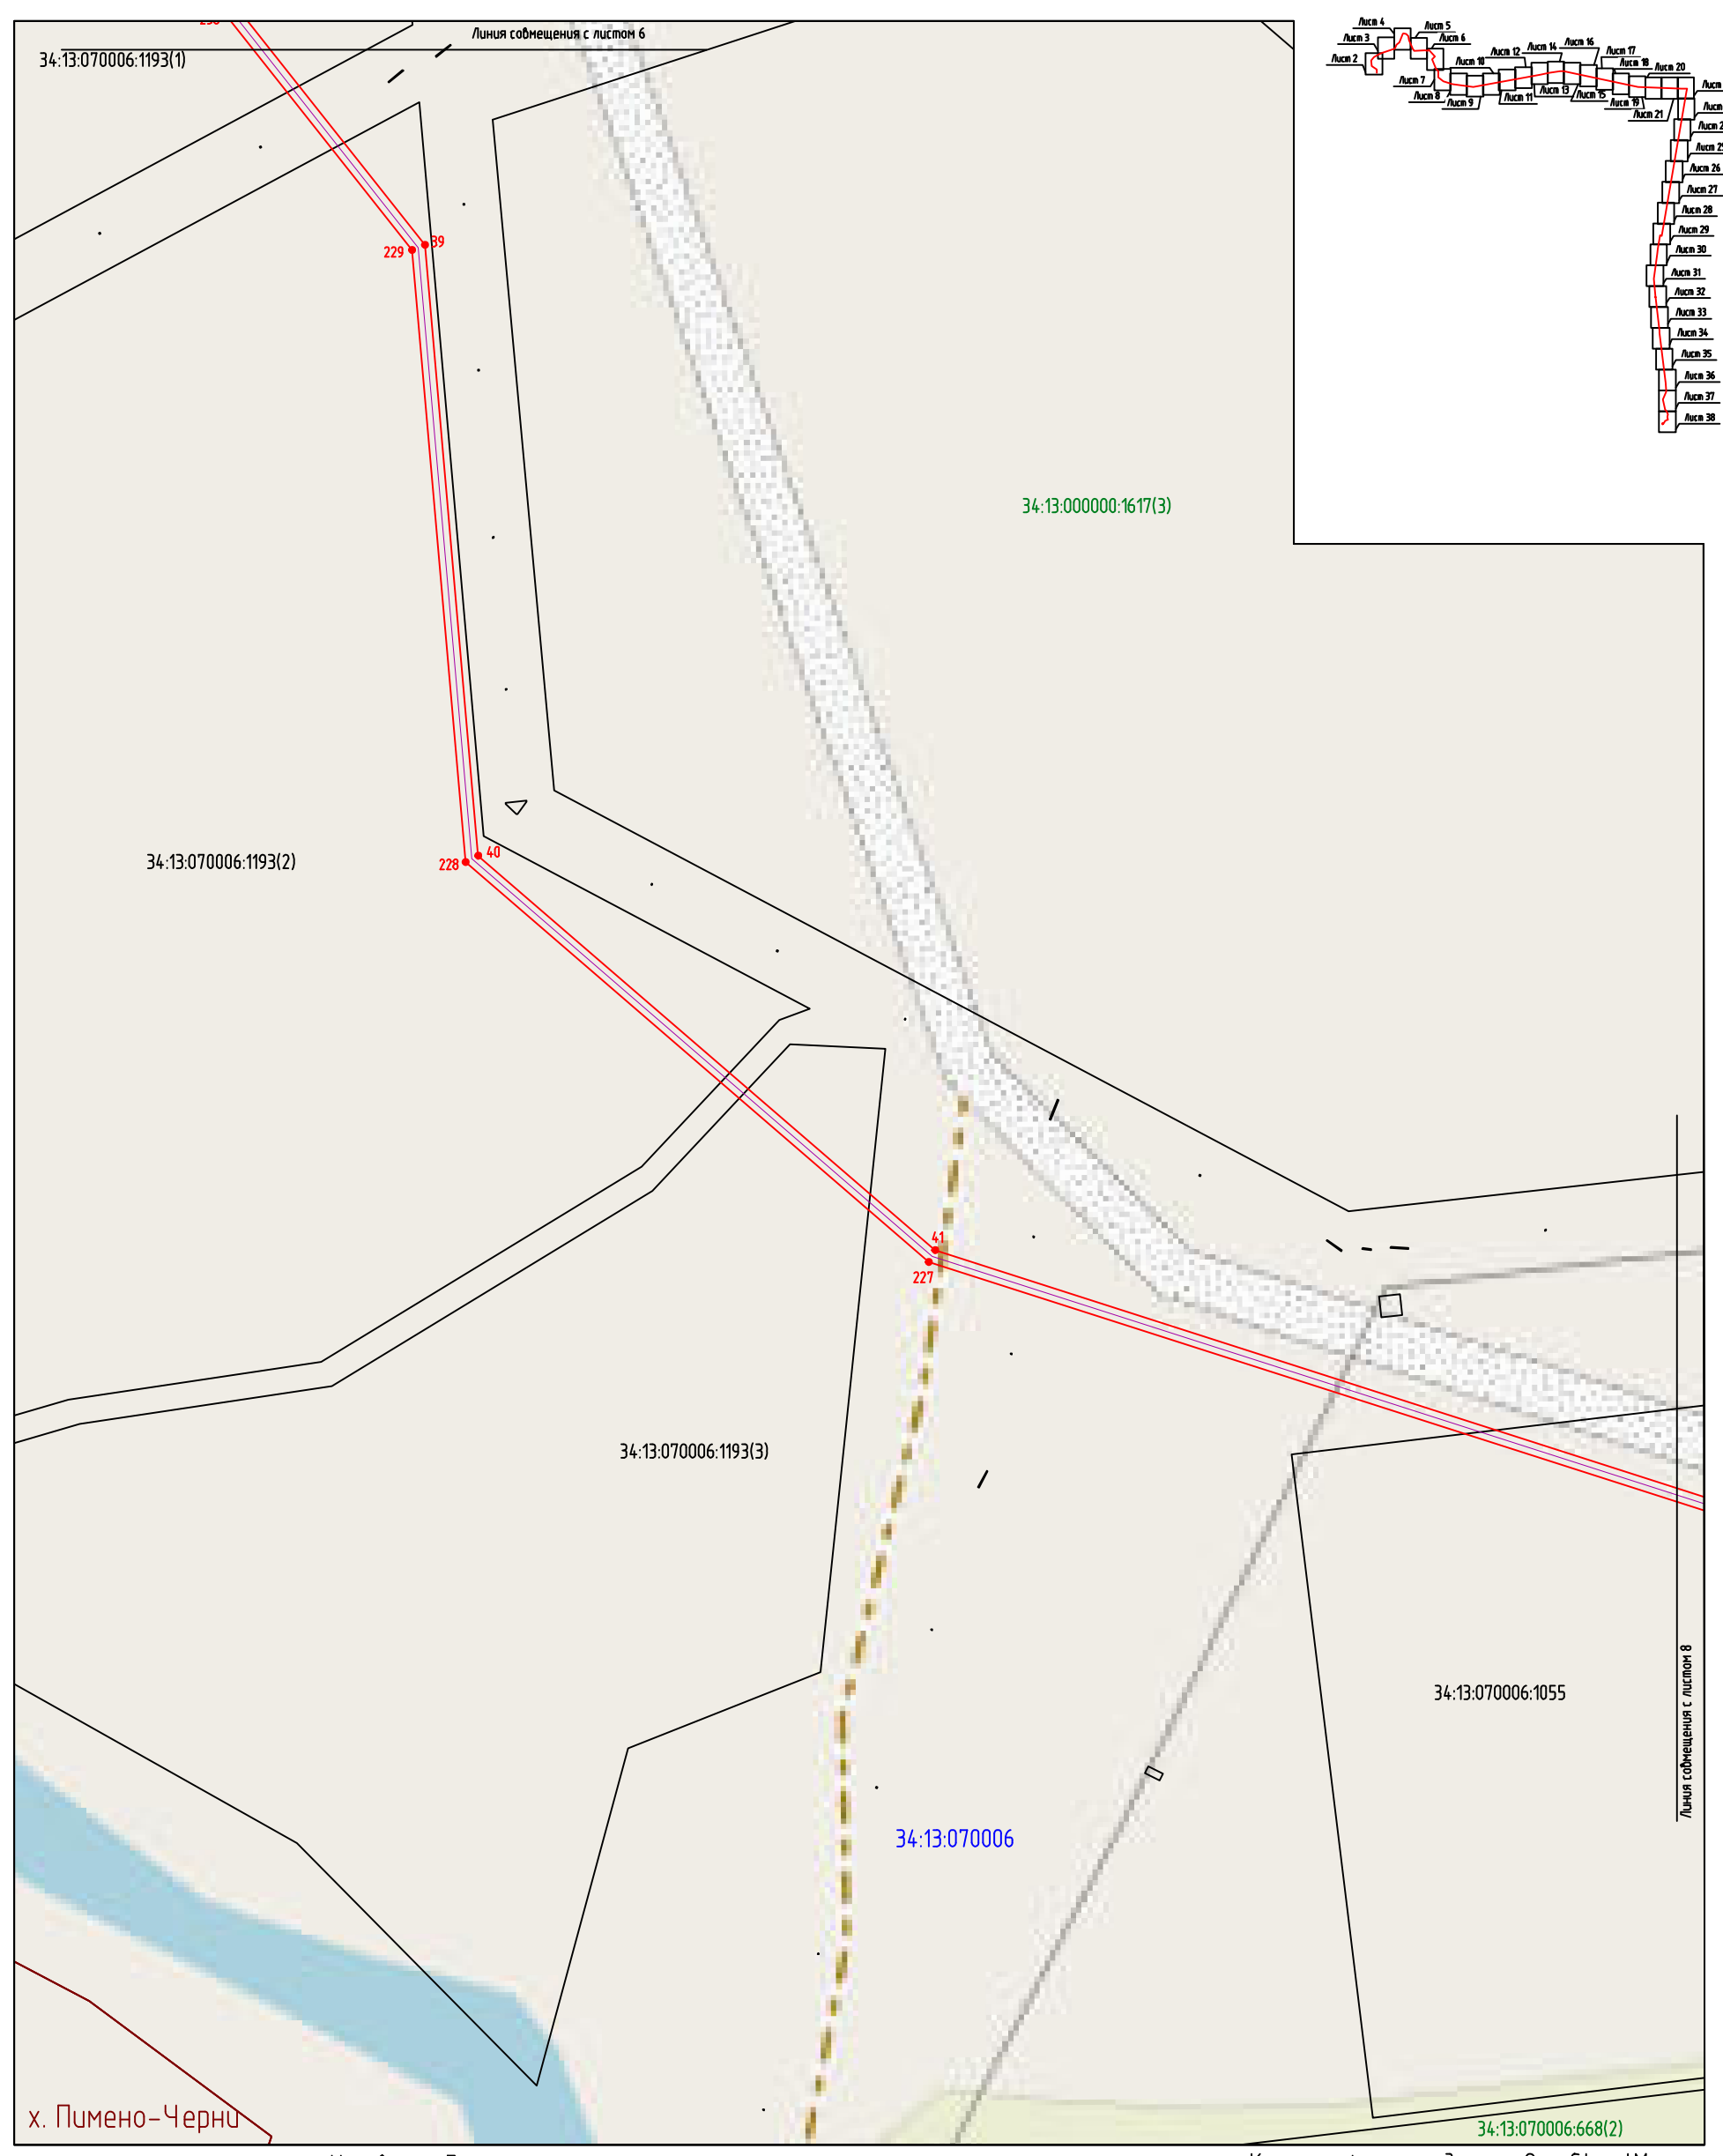 Линия совмещения с листом 6
34:13:070006:1193(1)
Лист 4
Лист 5
Лист 3
Лист 6
Лист 2
Лист 12
Лист 14
Лист 16
Лист 17
Лист 10
Лист 18
Лист 20
Лист 7
Лист 13
Лист 15
Лист 8
Лист 9
Лист 11
Лист 19
Лист 21
Лист
Лист
Лист 2
Лист 25
Лист 26
Лист 27
Лист 28
Лист 29
Лист 30
Лист 31
Лист 32
Лист 33
Лист 34
Лист 35
Лист 36
Лист 37
Лист 38
39
229
34:13:000000:1617(3)
40
228
34:13:070006:1193(2)
41
227
34:13:070006:1193(3)
34:13:070006:1055
Линия совмещения с листом 8
34:13:070006
х. Пимено-Черни
34:13:070006:668(2)